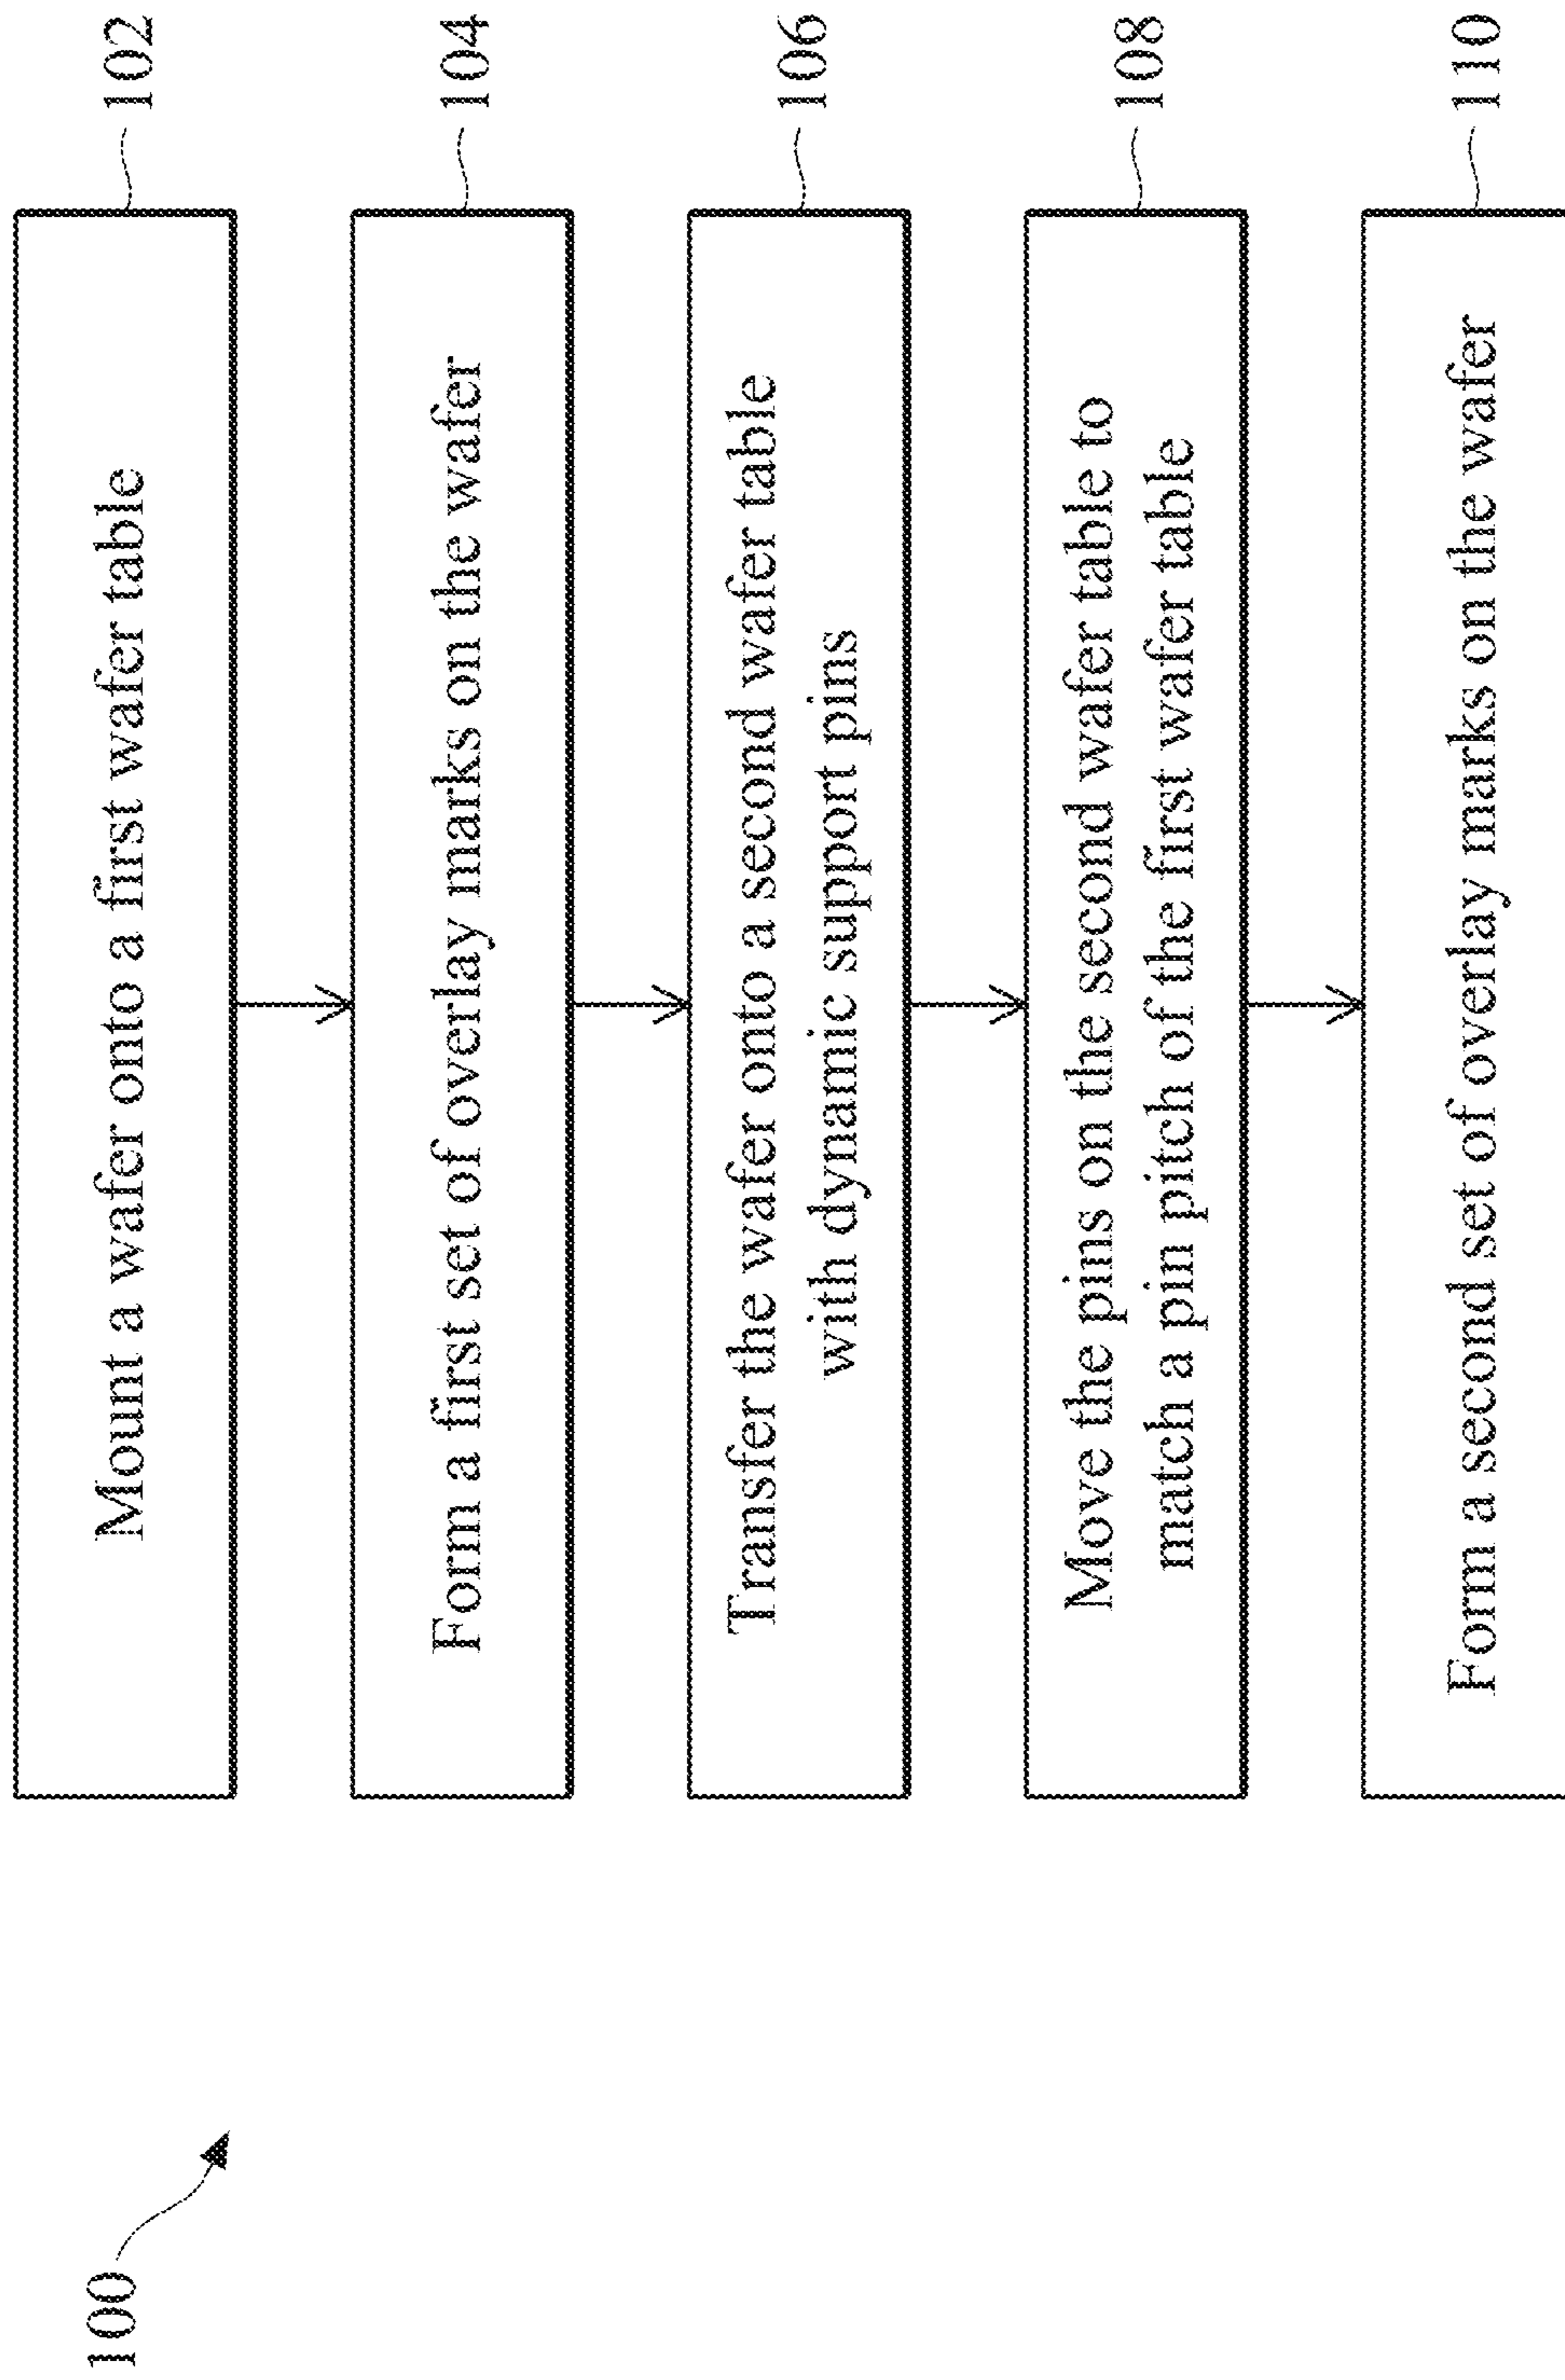 100
Mount a wafer onto a first wafer table
102
Form a first set of overlay marks on the wafer
104
Transfer the wafer onto a second wafer table
with dynamic support pins
106
Move the pins on the second wafer table to
match a pin pitch of the first wafer table
108
Form a second set of overlay marks on the wafer
110